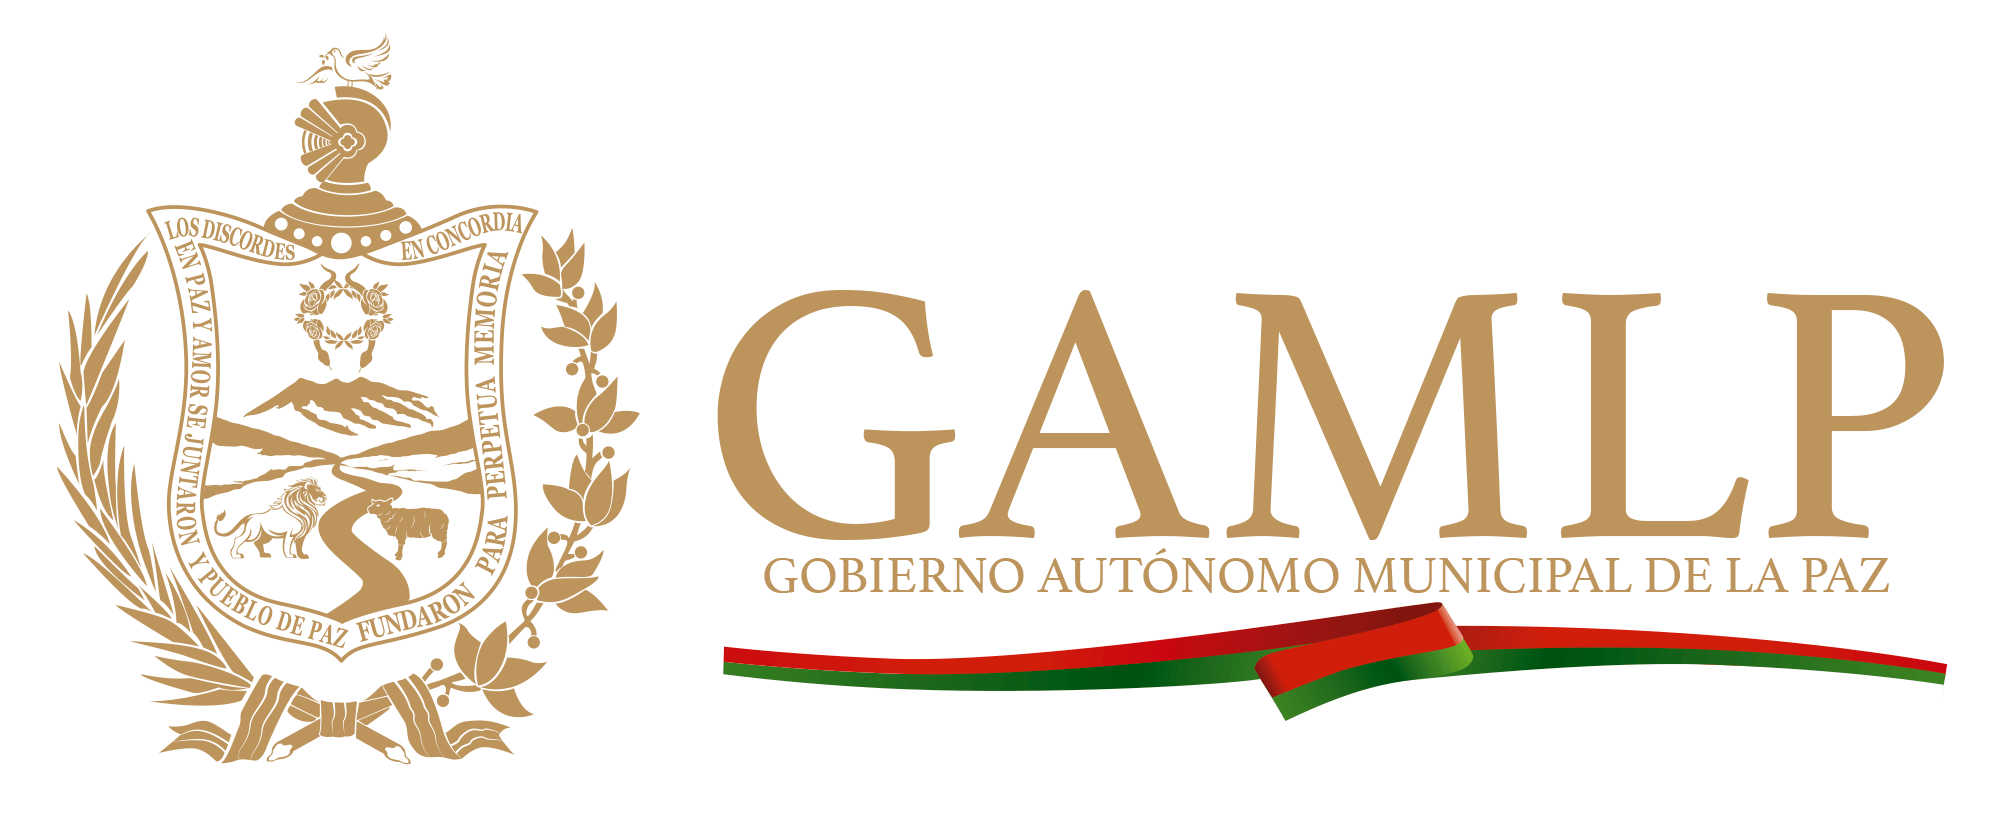 LOS DISCORDES EN CONCORDIA
EN PAZ Y AMOR SE JUNTARON Y PUEBLO DE PAZ FUNDARON PARA PERPETUA MEMORIA
GAMLP
GOBIERNO AUTÓNOMO MUNICIPAL DE LA PAZ